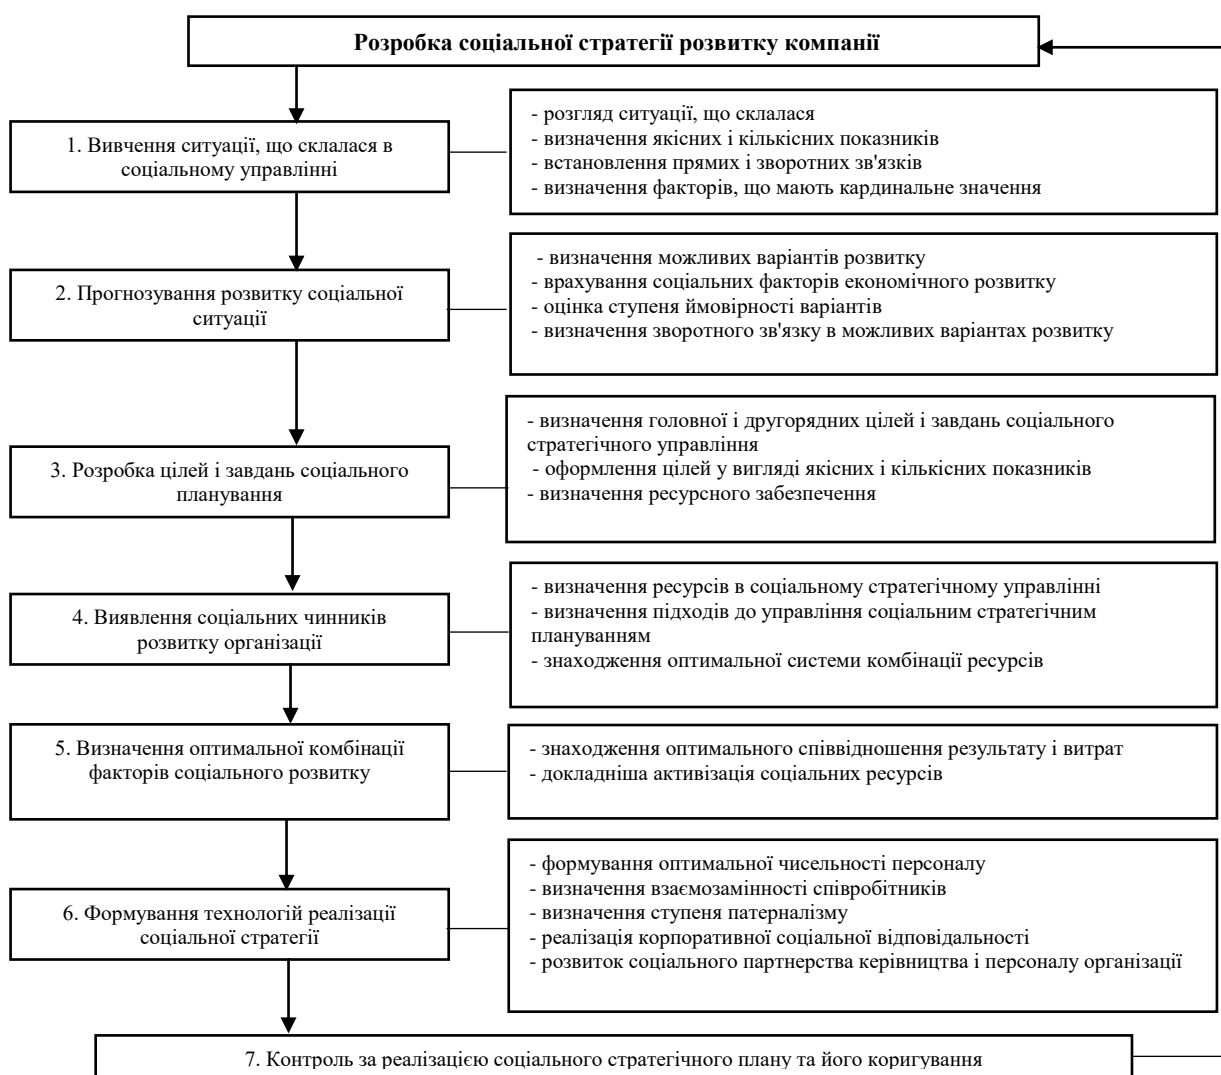 Розробка соціальної стратегії розвитку компанії
1. Вивчення ситуації, що склалася в
соціальному управлінні
- розгляд ситуації, що склалася
- визначення якісних і кількісних показників
- встановлення прямих і зворотних зв'язків
- визначення факторів, що мають кардинальне значення
2. Прогнозування розвитку соціальної
ситуації
- визначення можливих варіантів розвитку
- врахування соціальних факторів економічного розвитку
- оцінка ступеня ймовірності варіантів
- визначення зворотного зв'язку в можливих варіантах розвитку
3. Розробка цілей і завдань соціального
планування
- визначення головної і другорядних цілей і завдань соціального
стратегічного управління
- оформлення цілей у вигляді якісних і кількісних показників
- визначення ресурсного забезпечення
4. Виявлення соціальних чинників
розвитку організації
- визначення ресурсів в соціальному стратегічному управлінні
- визначення підходів до управління соціальним стратегічним
плануванням
- знаходження оптимальної системи комбінації ресурсів
5. Визначення оптимальної комбінації
факторів соціального розвитку
- знаходження оптимального співвідношення результату і витрат
- докладніша активізація соціальних ресурсів
6. Формування технологій реалізації
соціальної стратегії
- формування оптимальної чисельності персоналу
- визначення взаємозамінності співробітників
- визначення ступеня патерналізму
- реалізація корпоративної соціальної відповідальності
- розвиток соціального партнерства керівництва і персоналу організації
7. Контроль за реалізацією соціального стратегічного плану та його коригування